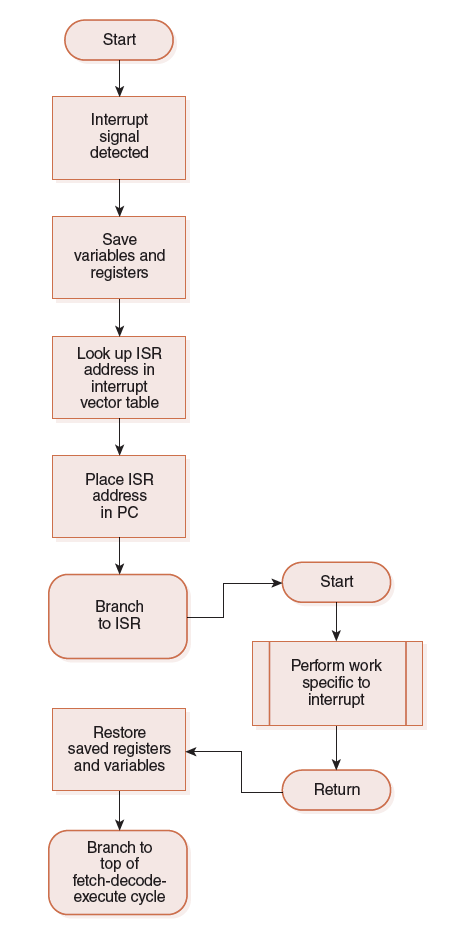 Start
Interrupt
signal
detected
Save
variables and
registers
Look up ISR
address in
interrupt
vector table
Place ISR
address
in PC
Branch
to ISR
Start
Perform work
specific to
interrupt
Return
Restore
saved registers
and variables
Branch to
top of
fetch-decode-
execute cycle